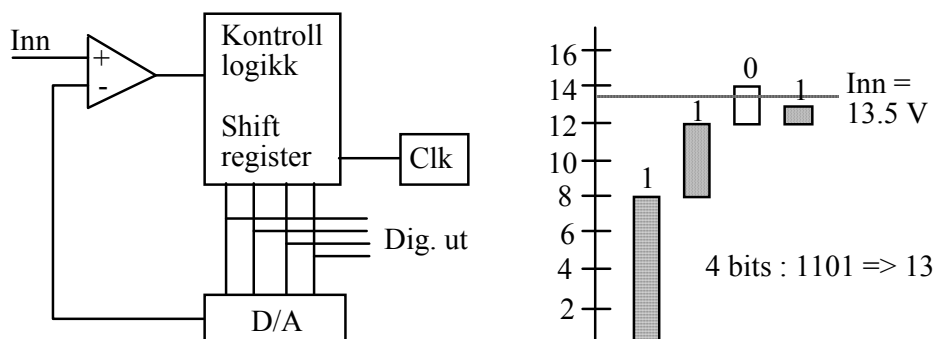 Inn
+
-
Kontroll
logikk
Shift
register
Clk
Dig. ut
D/A
16
14
12
10
8
6
4
2
1
1
0
1
Inn =
13.5 V
4 bits : 1101 => 13